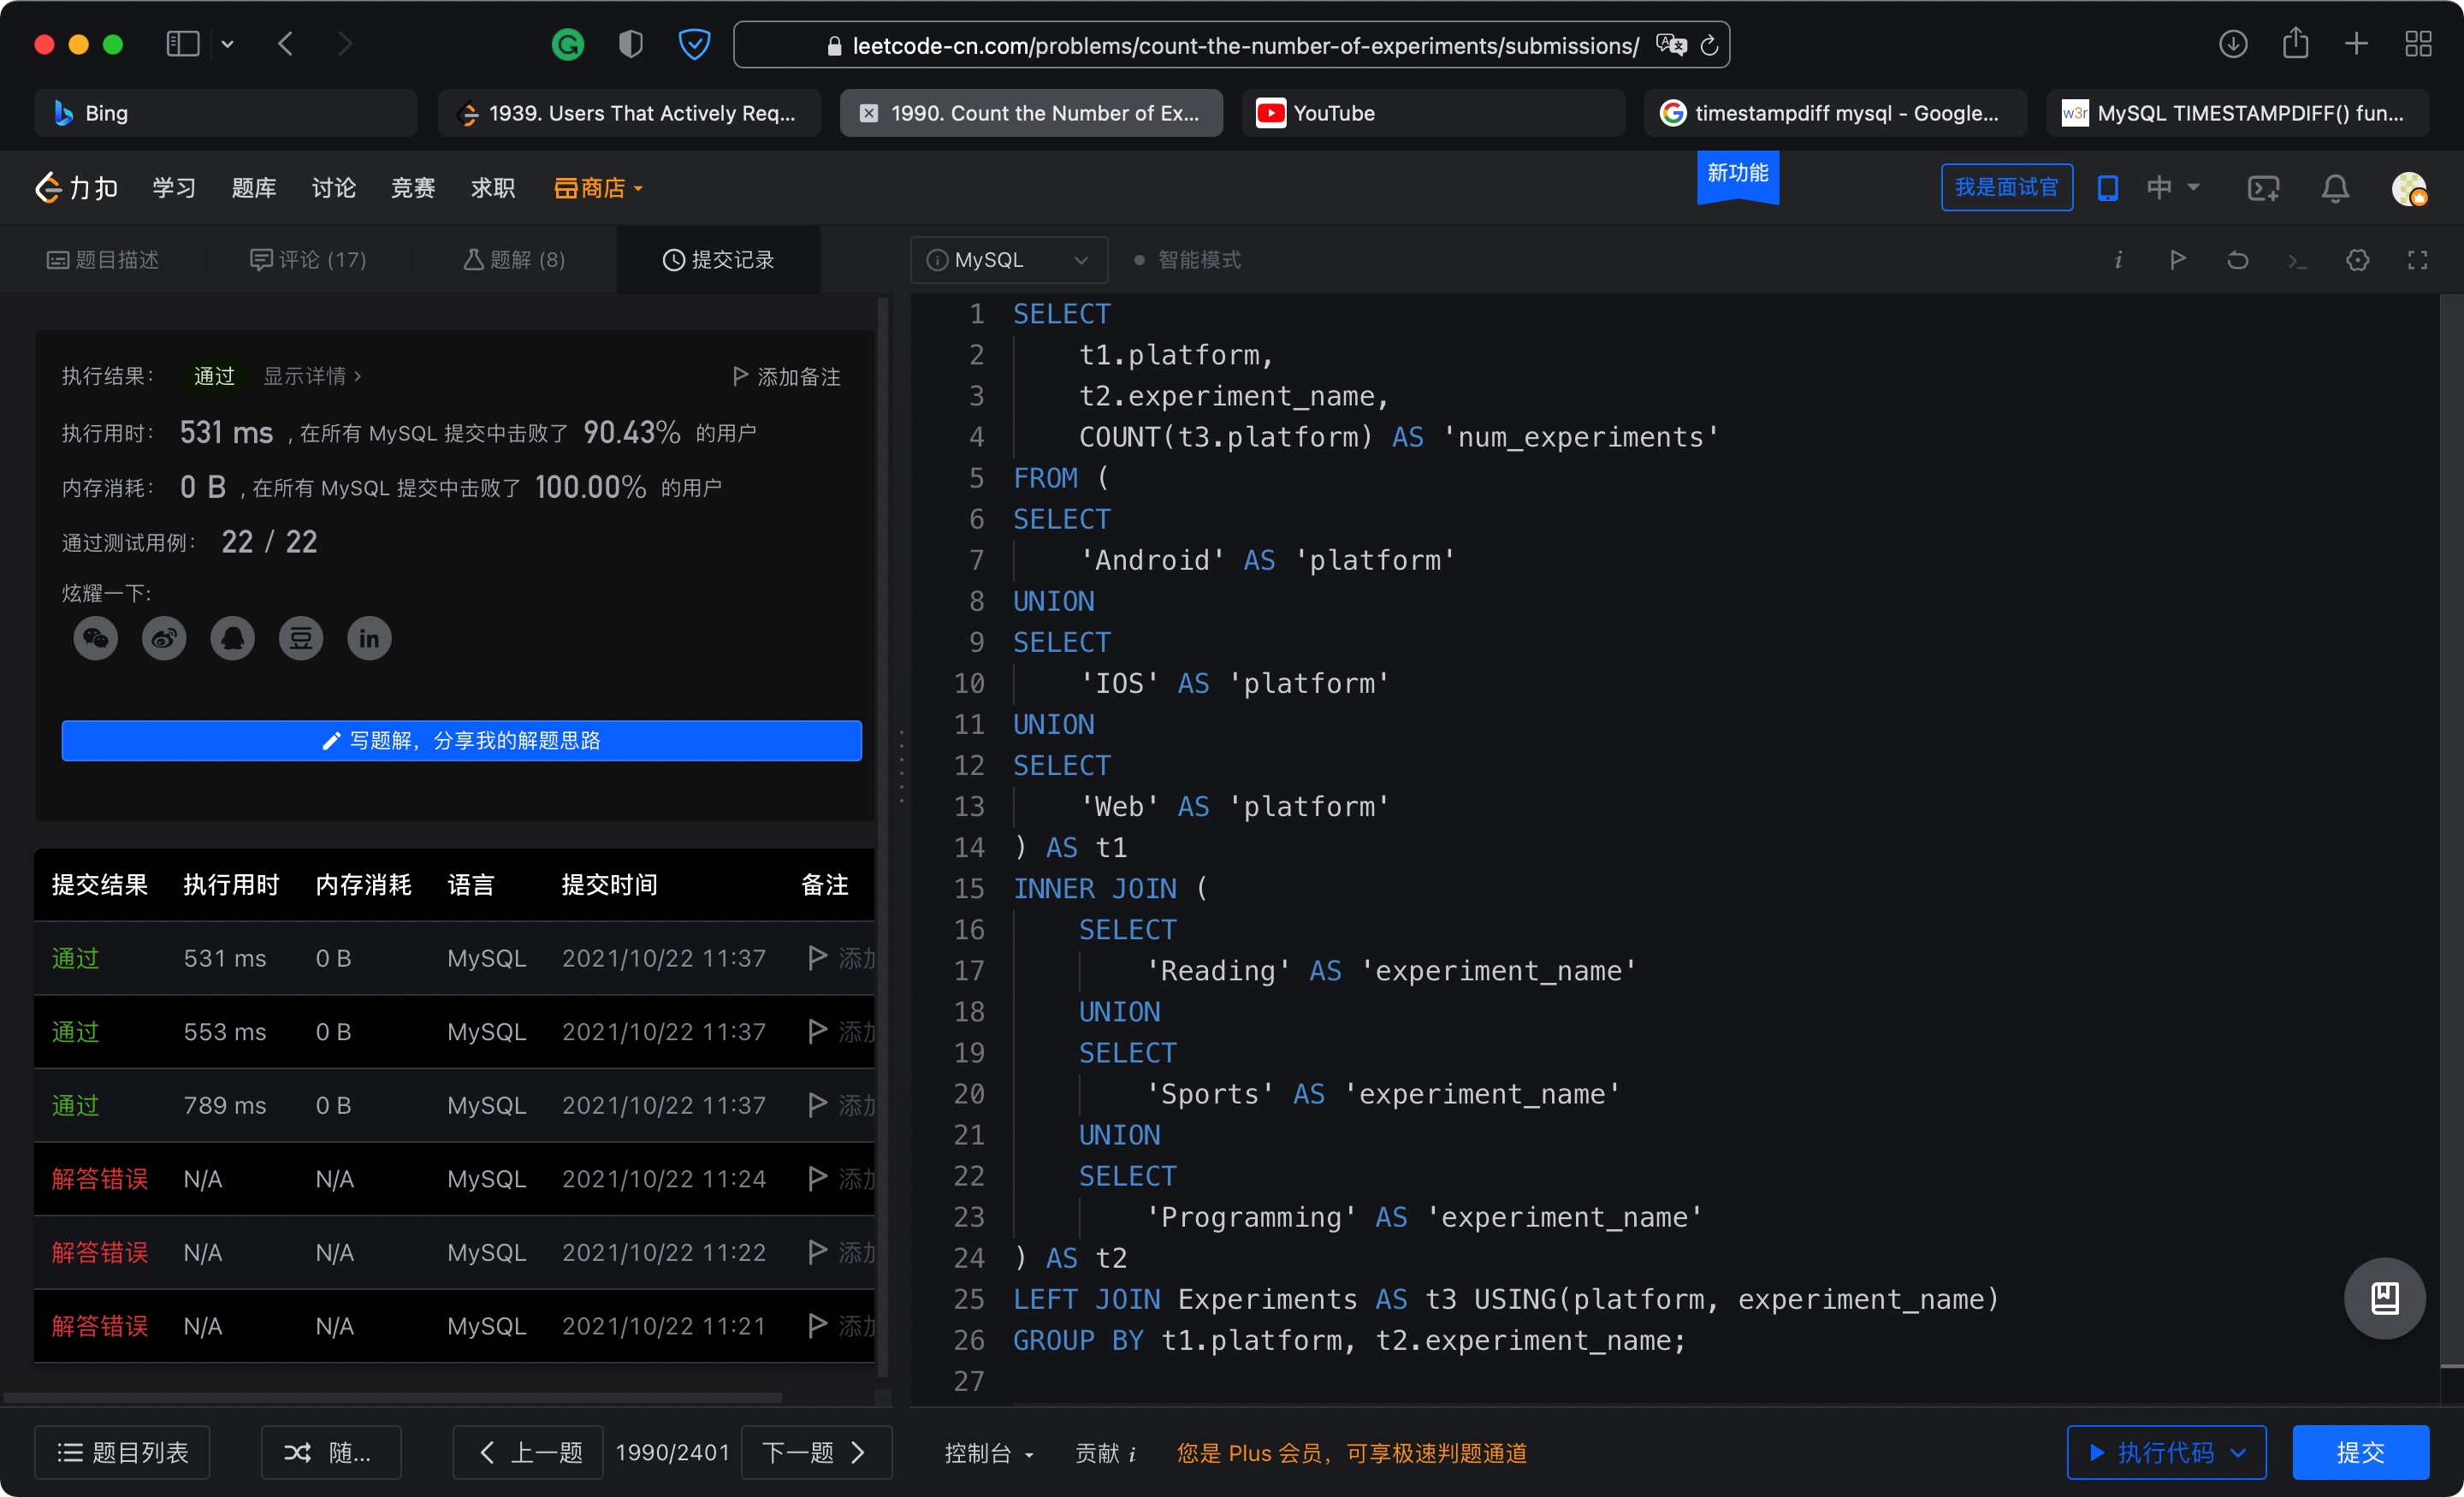 leetcode-cn.com/problems/count-the-number-of-experiments/submissions/
Bing
1939. Users That Actively Req...
1990. Count the Number of Ex...
YouTube
timestampdiff mysql - Google...
w3r MySQL TIMESTAMPDIFF() fun...
力扣 学习 题库 讨论 竞赛 求职 商店 新功能 我是面试官 中
题目描述 评论 (17) 题解 (8) 提交记录
MySQL 智能模式
执行结果： 通过 显示详情 › 添加备注
执行用时： 531 ms , 在所有 MySQL 提交中击败了 90.43% 的用户
内存消耗： 0 B , 在所有 MySQL 提交中击败了 100.00% 的用户
通过测试用例： 22 / 22
炫耀一下:
豆 in
写题解，分享我的解题思路
提交结果 执行用时 内存消耗 语言 提交时间 备注
通过 531 ms 0 B MySQL 2021/10/22 11:37 添加
通过 553 ms 0 B MySQL 2021/10/22 11:37 添加
通过 789 ms 0 B MySQL 2021/10/22 11:37 添加
解答错误 N/A N/A MySQL 2021/10/22 11:24 添加
解答错误 N/A N/A MySQL 2021/10/22 11:22 添加
解答错误 N/A N/A MySQL 2021/10/22 11:21 添加
1 SELECT
2 t1.platform,
3 t2.experiment_name,
4 COUNT(t3.platform) AS 'num_experiments'
5 FROM (
6 SELECT
7 'Android' AS 'platform'
8 UNION
9 SELECT
10 'IOS' AS 'platform'
11 UNION
12 SELECT
13 'Web' AS 'platform'
14 ) AS t1
15 INNER JOIN (
16 SELECT
17 'Reading' AS 'experiment_name'
18 UNION
19 SELECT
20 'Sports' AS 'experiment_name'
21 UNION
22 SELECT
23 'Programming' AS 'experiment_name'
24 ) AS t2
25 LEFT JOIN Experiments AS t3 USING(platform, experiment_name)
26 GROUP BY t1.platform, t2.experiment_name;
27
题目列表 随... 上一题 1990/2401 下一题
控制台 贡献 i 您是 Plus 会员，可享极速判题通道 执行代码 提交